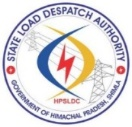 STATE LOAD DESPATCH AUTHORITY
HPSLDC
GOVERNMENT OF HIMACHAL PRADESH, SHIMLA